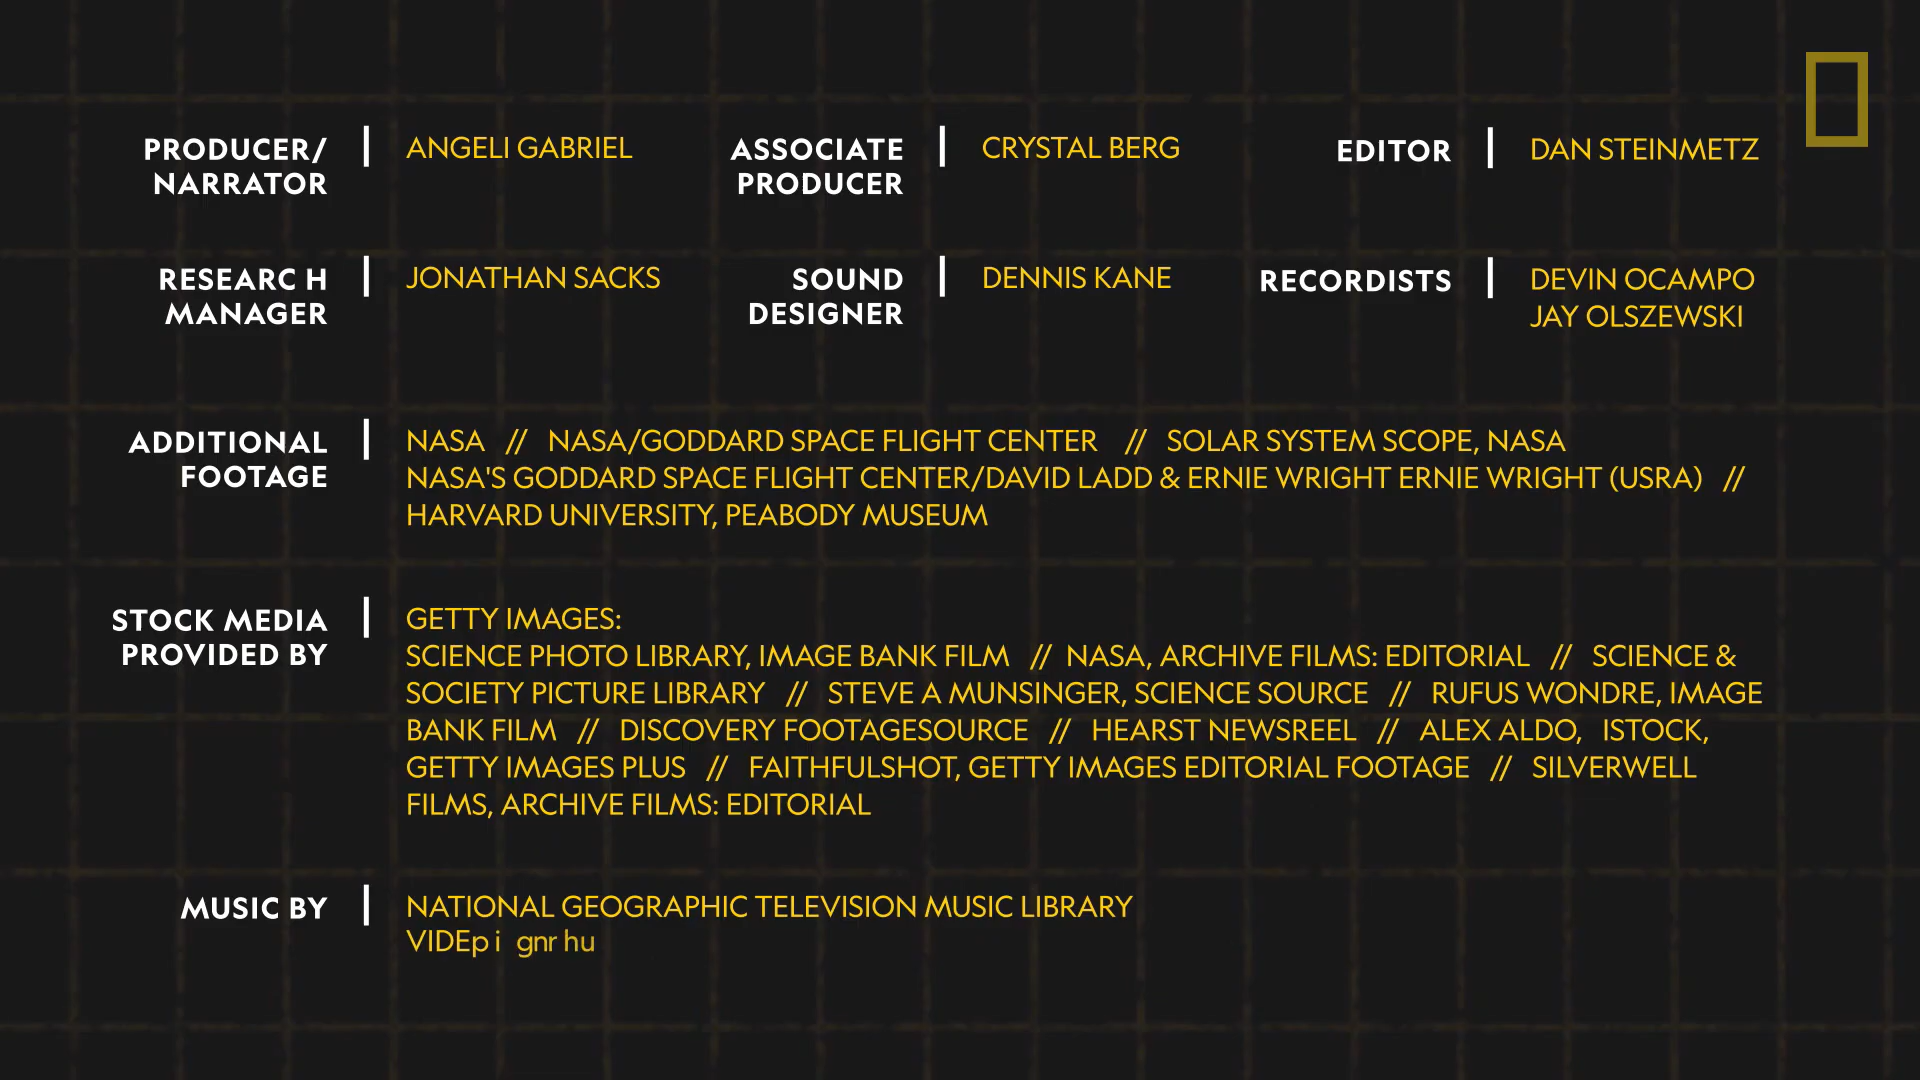 PRODUCER/
NARRATOR
ANGELI GABRIEL
ASSOCIATE
PRODUCER
CRYSTAL BERG
EDITOR
DAN STEINMETZ
RESEARC H
MANAGER
JONATHAN SACKS
SOUND
DESIGNER
DENNIS KANE
RECORDISTS
DEVIN OCAMPO
JAY OLSZEWSKI
ADDITIONAL
FOOTAGE
NASA // NASA/GODDARD SPACE FLIGHT CENTER // SOLAR SYSTEM SCOPE, NASA
NASA'S GODDARD SPACE FLIGHT CENTER/DAVID LADD & ERNIE WRIGHT ERNIE WRIGHT (USRA) //
HARVARD UNIVERSITY, PEABODY MUSEUM
STOCK MEDIA
PROVIDED BY
GETTY IMAGES:
SCIENCE PHOTO LIBRARY, IMAGE BANK FILM // NASA, ARCHIVE FILMS: EDITORIAL // SCIENCE &
SOCIETY PICTURE LIBRARY // STEVE A MUNSINGER, SCIENCE SOURCE // RUFUS WONDRE, IMAGE
BANK FILM // DISCOVERY FOOTAGESOURCE // HEARST NEWSREEL // ALEX ALDO, ISTOCK,
GETTY IMAGES PLUS // FAITHFULSHOT, GETTY IMAGES EDITORIAL FOOTAGE // SILVERWELL
FILMS, ARCHIVE FILMS: EDITORIAL
MUSIC BY
NATIONAL GEOGRAPHIC TELEVISION MUSIC LIBRARY
VIDEp i gnr hu